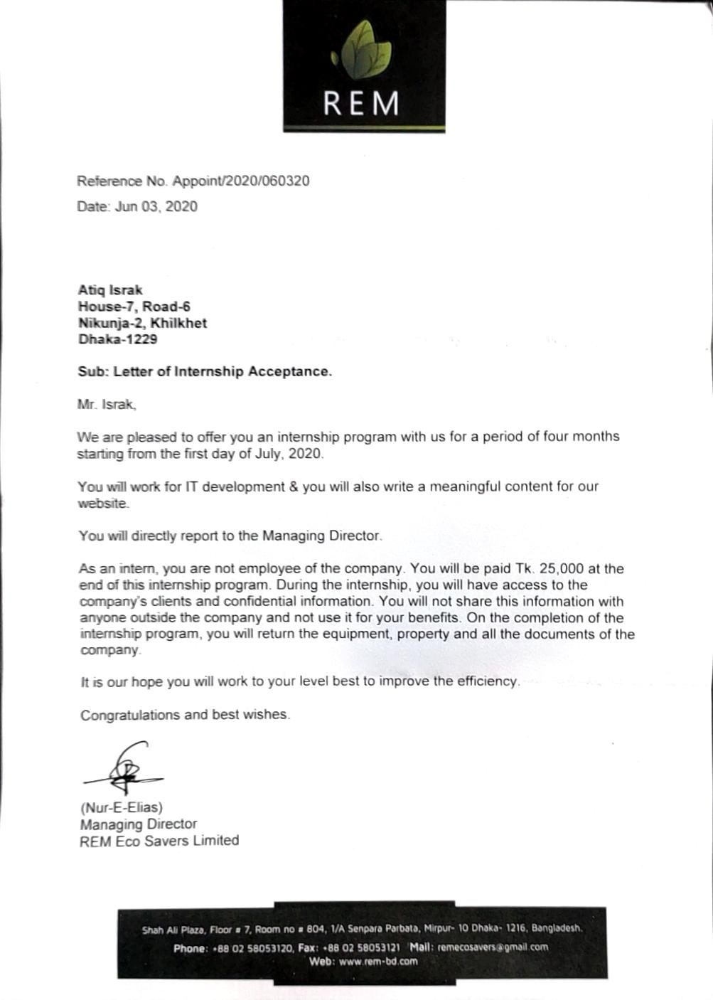 REM
Reference No. Appoint/2020/060320
Date: Jun 03, 2020
Atiq Israk
House-7, Road-6
Nikunja-2, Khilkhet
Dhaka-1229
Sub: Letter of Internship Acceptance.
Mr. Israk,
We are pleased to offer you an internship program with us for a period of four months
starting from the first day of July, 2020.
You will work for IT development & you will also write a meaningful content for our
website.
You will directly report to the Managing Director.
As an intern, you are not employee of the company. You will be paid Tk. 25,000 at the
end of this internship program. During the internship, you will have access to the
company's clients and confidential information. You will not share this information with
anyone outside the company and not use it for your benefits. On the completion of the
internship program, you will return the equipment, property and all the documents of the
company.
It is our hope you will work to your level best to improve the efficiency.
Congratulations and best wishes.
(Nur-E-Elias)
Managing Director
REM Eco Savers Limited
Shah Ali Plaza, Floor # 7, Room no # 804, 1/A Senpara Parbata, Mirpur- 10 Dhaka- 1216, Bangladesh.
Phone: +88 02 58053120, Fax: +88 02 58053121 Mail: remecosavers@gmail.com
Web: www.rem-bd.com